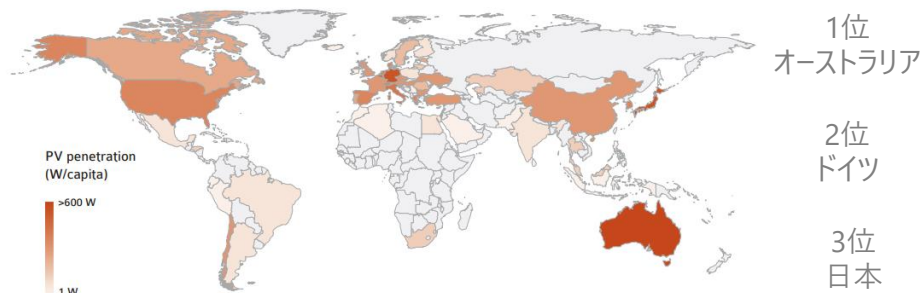 PV penetration
(W/capita)
>600 W
1 W
1位
オーストラリア
2位
ドイツ
3位
日本